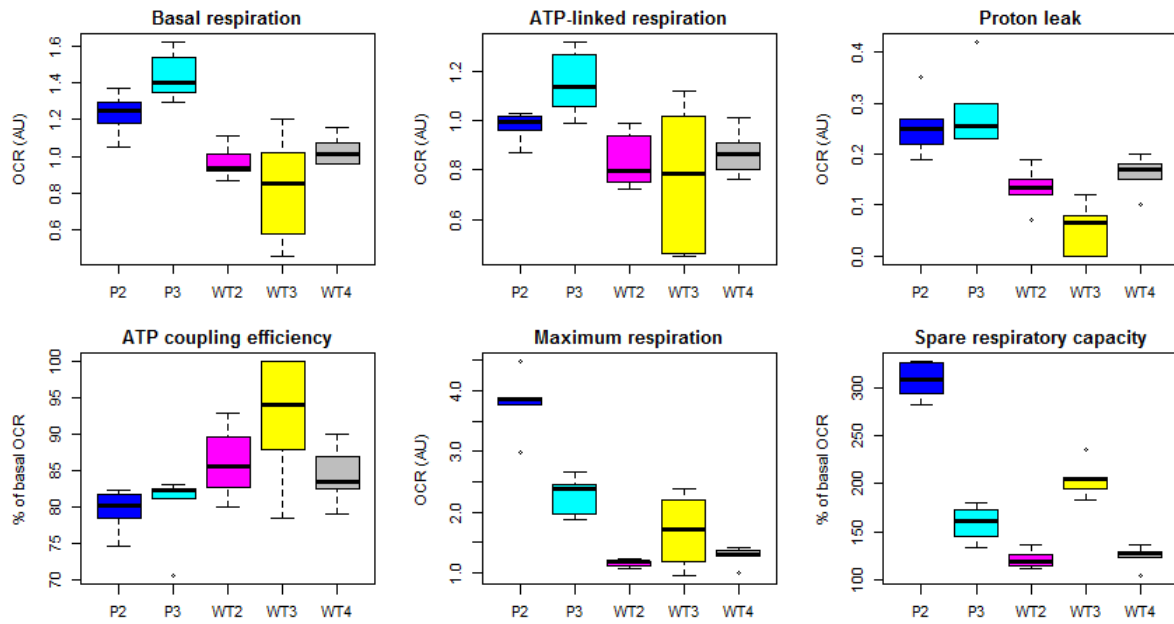 Basal respiration
OCR (AU)
1.6
1.4
1.2
1.0
0.8
0.6
P2 P3 WT2 WT3 WT4
ATP-linked respiration
OCR (AU)
1.2
1.0
0.8
0.6
P2 P3 WT2 WT3 WT4
Proton leak
OCR (AU)
0.4
0.3
0.2
0.1
0.0
P2 P3 WT2 WT3 WT4
ATP coupling efficiency
% of basal OCR
100
95
90
85
80
75
70
P2 P3 WT2 WT3 WT4
Maximum respiration
OCR (AU)
4.0
3.0
2.0
1.0
P2 P3 WT2 WT3 WT4
Spare respiratory capacity
% of basal OCR
300
250
200
150
100
P2 P3 WT2 WT3 WT4